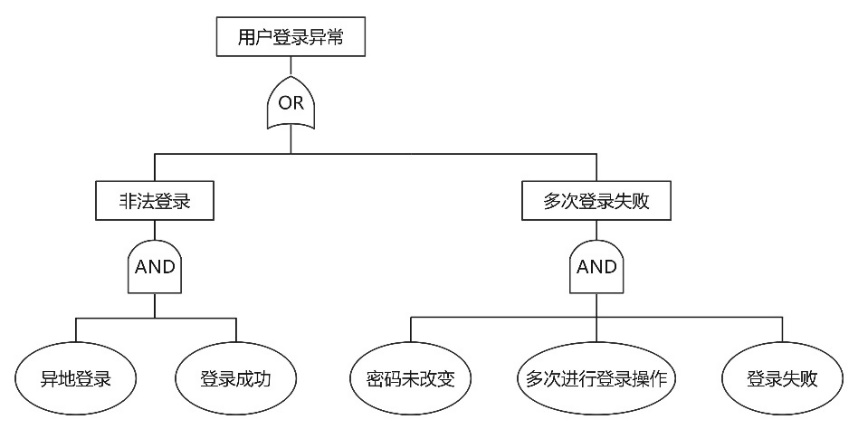 用户登录异常
OR
非法登录
多次登录失败
AND
AND
异地登录
登录成功
密码未改变
多次进行登录操作
登录失败